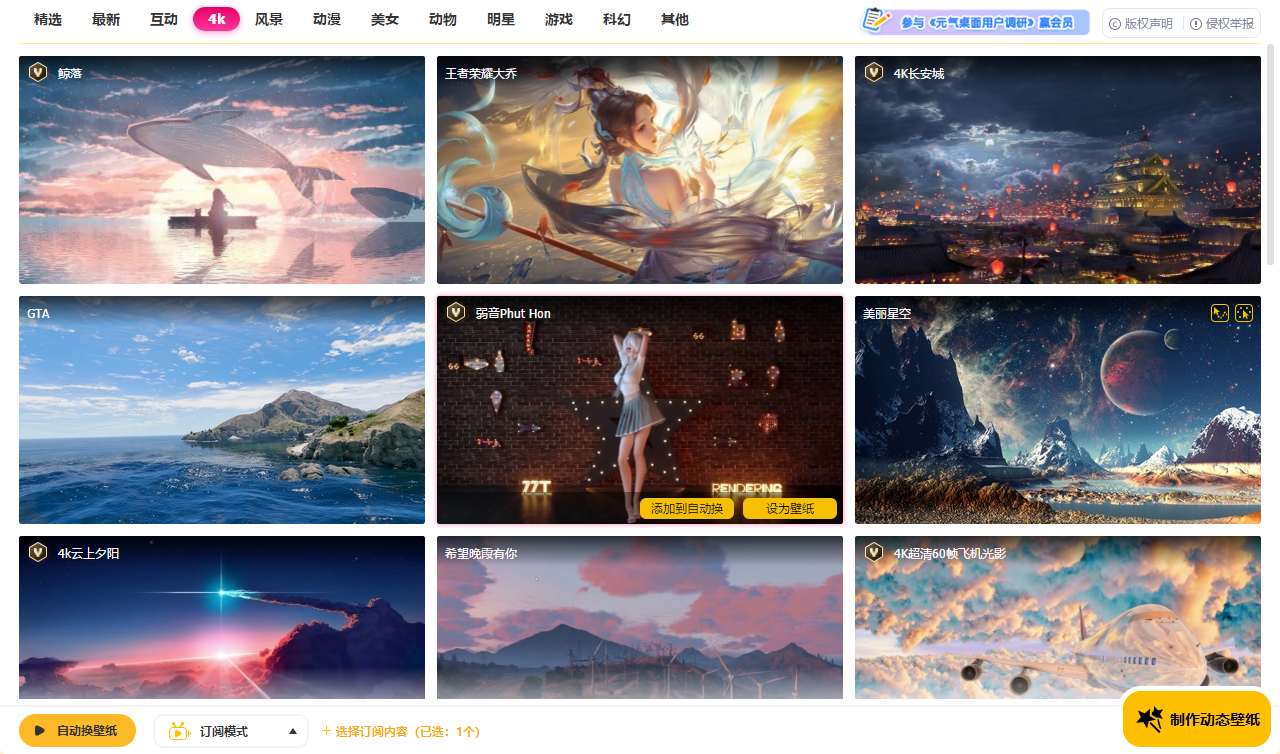 精选 最新 互动 4k 风景 动漫 美女 动物 明星 游戏 科幻 其他
参与《元气桌面用户调研》赢会员
版权声明 侵权举报
鲸落
王者荣耀大乔
4K长安城
GTA
弱音Phut Hon
77T
RENDERING
添加到自动换 设为壁纸
美丽星空
4k云上夕阳
希望晚霞有你
4K超清60帧飞机光影
自动换壁纸 订阅模式 + 选择订阅内容（已选：1个）
制作动态壁纸